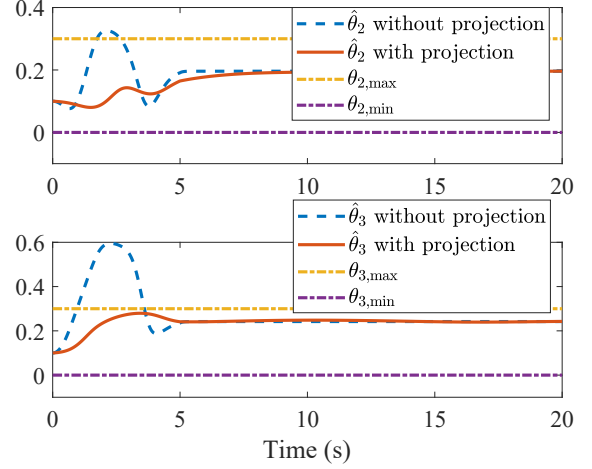 0.4
θ̂₂ without projection
θ̂₂ with projection
θ₂,max
θ₂,min
0.2
0
0 5 10 15 20
θ̂₃ without projection
θ̂₃ with projection
θ₃,max
θ₃,min
0.6
0.4
0.2
0
0 5 10 15 20
Time (s)